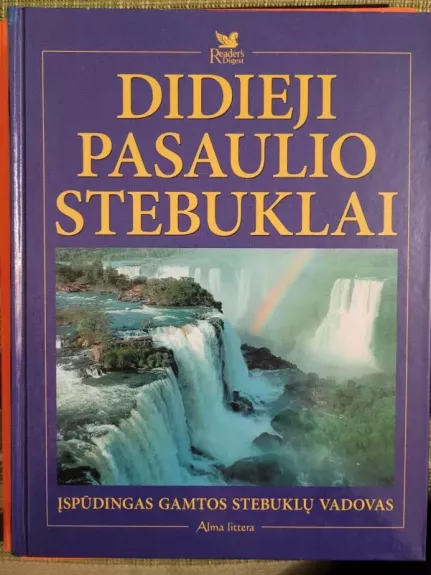 Reader's
Digest
DIDIEJI
PASAULIO
STEBUKLAI
ĮSPŪDINGAS GAMTOS STEBUKLŲ VADOVAS
Alma littera